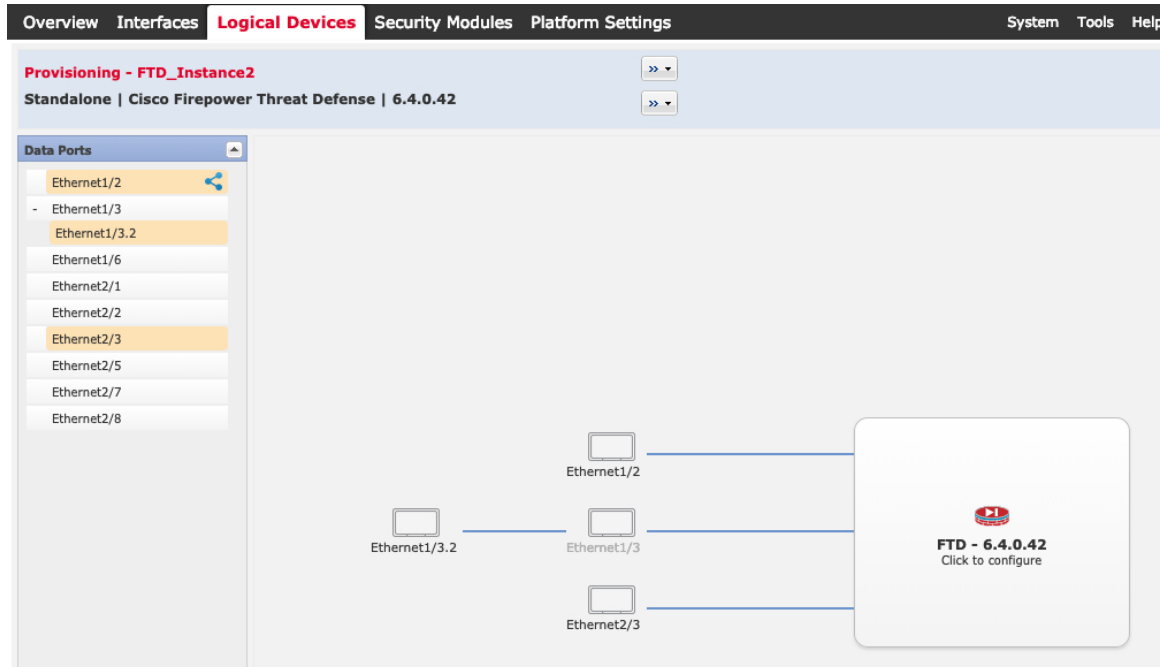 Overview Interfaces Logical Devices Security Modules Platform Settings System Tools Help
Provisioning - FTD_Instance2
Standalone | Cisco Firepower Threat Defense | 6.4.0.42
Data Ports
Ethernet1/2
- Ethernet1/3
Ethernet1/3.2
Ethernet1/6
Ethernet2/1
Ethernet2/2
Ethernet2/3
Ethernet2/5
Ethernet2/7
Ethernet2/8
Ethernet1/2
Ethernet1/3.2 Ethernet1/3
Ethernet2/3
FTD - 6.4.0.42
Click to configure